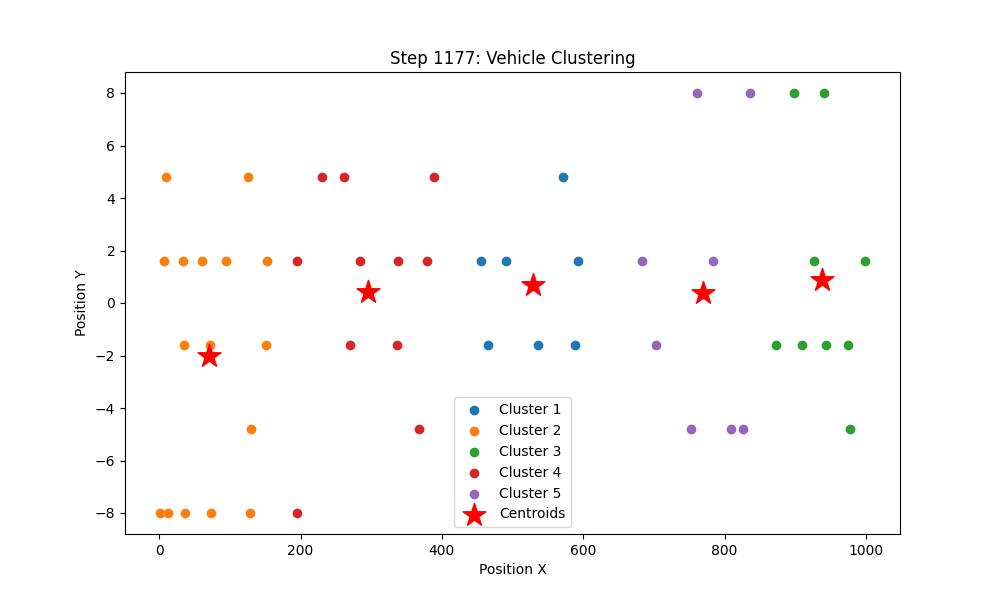 Step 1177: Vehicle Clustering
Position Y
8
6
4
2
0
−2
−4
−6
−8
Cluster 1
Cluster 2
Cluster 3
Cluster 4
Cluster 5
Centroids
0 200 400 600 800 1000
Position X